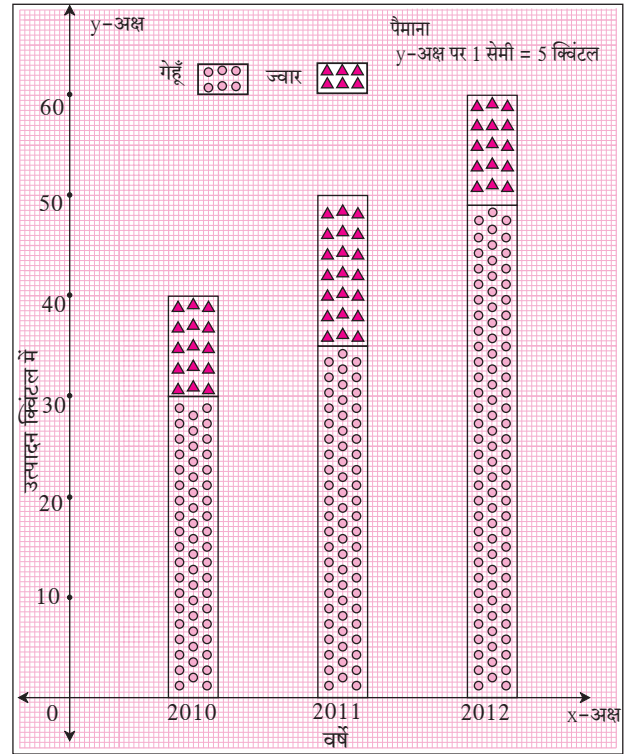 y-अक्ष
पैमाना
y-अक्ष पर 1 सेमी = 5 क्विंटल
गेहूँ
ज्वार
60
50
40
30
20
10
0
उत्पादन क्विंटल में
2010
2011
2012
x-अक्ष
वर्षे